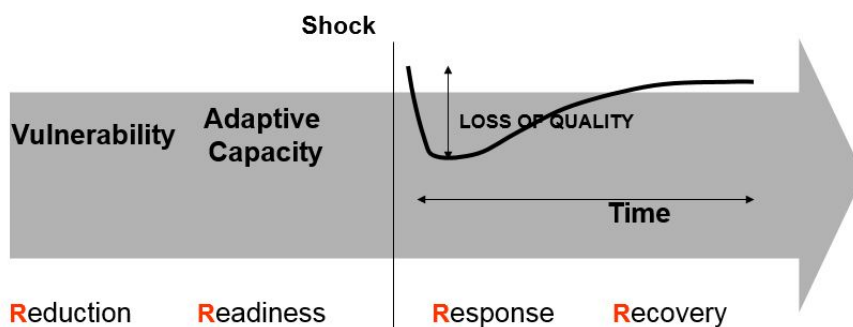 Shock
Vulnerability
Adaptive
Capacity
LOSS OF QUALITY
Time
Reduction
Readiness
Response
Recovery